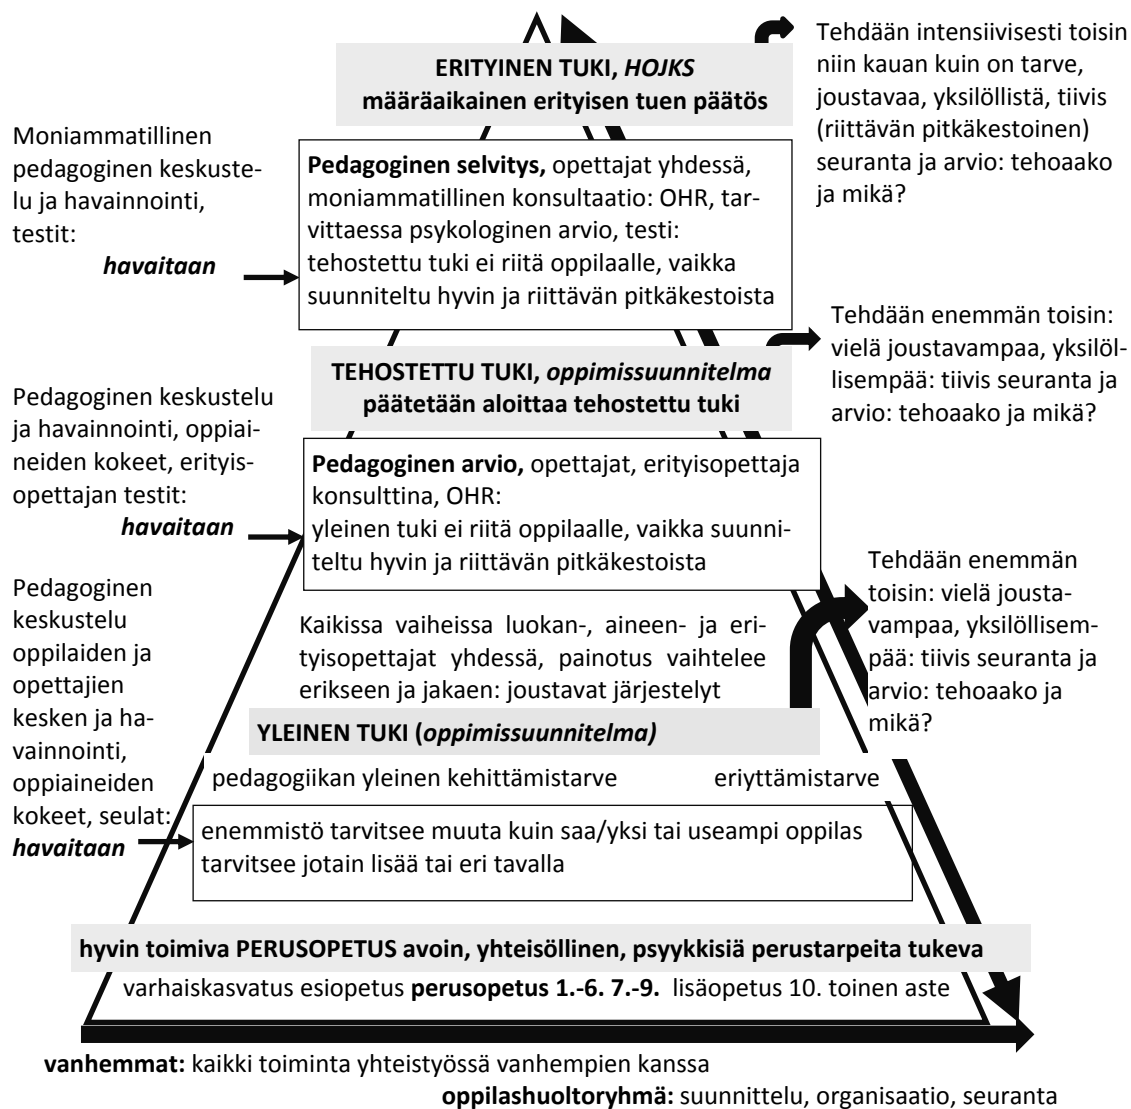 Tehdään intensiivisesti toisin
niin kauan kuin on tarve,
joustavaa, yksilöllistä, tiivis
(riittävän pitkäkestoinen)
seuranta ja arvio: tehoaako
ja mikä?
ERITYINEN TUKI, HOJKS
määräaikainen erityisen tuen päätös
Moniammatillinen
pedagoginen keskuste-
lu ja havainnointi,
testit:
havaitaan
Pedagoginen selvitys, opettajat yhdessä,
moniammatillinen konsultaatio: OHR, tar-
vittaessa psykologinen arvio, testi:
tehostettu tuki ei riitä oppilaalle, vaikka
suunniteltu hyvin ja riittävän pitkäkestoista
Tehdään enemmän toisin:
vielä joustavampaa, yksilöl-
lisempää: tiivis seuranta ja
arvio: tehoaako ja mikä?
TEHOSTETTU TUKI, oppimissuunnitelma
päätetään aloittaa tehostettu tuki
Pedagoginen keskustelu
ja havainnointi, oppiai-
neiden kokeet, erityis-
opettajan testit:
havaitaan
Pedagoginen arvio, opettajat, erityisopettaja
konsulttina, OHR:
yleinen tuki ei riitä oppilaalle, vaikka suunni-
teltu hyvin ja riittävän pitkäkestoista
Tehdään enemmän
toisin: vielä jousta-
vampaa, yksilöllisem-
pää: tiivis seuranta ja
arvio: tehoaako ja
mikä?
Pedagoginen
keskustelu
oppilaiden ja
opettajien
kesken ja ha-
vainnointi,
oppiaineiden
kokeet, seulat:
havaitaan
Kaikissa vaiheissa luokan-, aineen- ja eri-
tyisopettajat yhdessä, painotus vaihtelee
erikseen ja jakaen: joustavat järjestelyt
YLEINEN TUKI (oppimissuunnitelma)
pedagogiikan yleinen kehittämistarve eriyttämistarve
enemmistö tarvitsee muuta kuin saa/yksi tai useampi oppilas
tarvitsee jotain lisää tai eri tavalla
hyvin toimiva PERUSOPETUS avoin, yhteisöllinen, psyykkisiä perustarpeita tukeva
varhaiskasvatus esiopetus perusopetus 1.-6. 7.-9. lisäopetus 10. toinen aste
vanhemmat: kaikki toiminta yhteistyössä vanhempien kanssa
oppilashuoltoryhmä: suunnittelu, organisaatio, seuranta